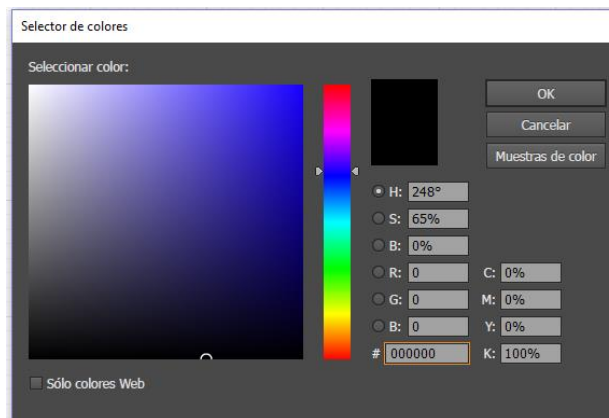 Selector de colores
Seleccionar color:
OK
Cancelar
Muestras de color
H: 248°
S: 65%
B: 0%
R: 0 C: 0%
G: 0 M: 0%
B: 0 Y: 0%
# 000000 K: 100%
Sólo colores Web